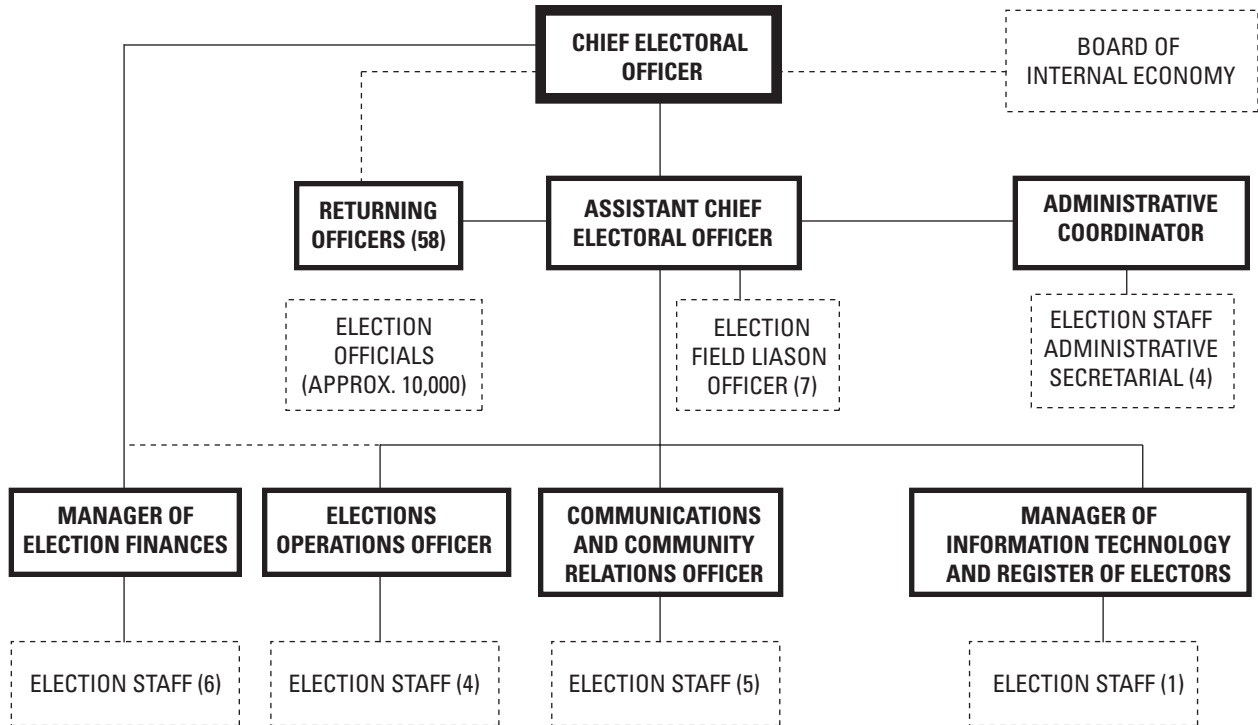 CHIEF ELECTORAL
OFFICER
BOARD OF
INTERNAL ECONOMY
RETURNING
OFFICERS (58)
ASSISTANT CHIEF
ELECTORAL OFFICER
ADMINISTRATIVE
COORDINATOR
ELECTION
OFFICIALS
(APPROX. 10,000)
ELECTION
FIELD LIASON
OFFICER (7)
ELECTION STAFF
ADMINISTRATIVE
SECRETARIAL (4)
MANAGER OF
ELECTION FINANCES
ELECTIONS
OPERATIONS OFFICER
COMMUNICATIONS
AND COMMUNITY
RELATIONS OFFICER
MANAGER OF
INFORMATION TECHNOLOGY
AND REGISTER OF ELECTORS
ELECTION STAFF (6)
ELECTION STAFF (4)
ELECTION STAFF (5)
ELECTION STAFF (1)